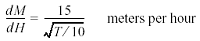 dM/dH = 15/√(T/10) meters per hour